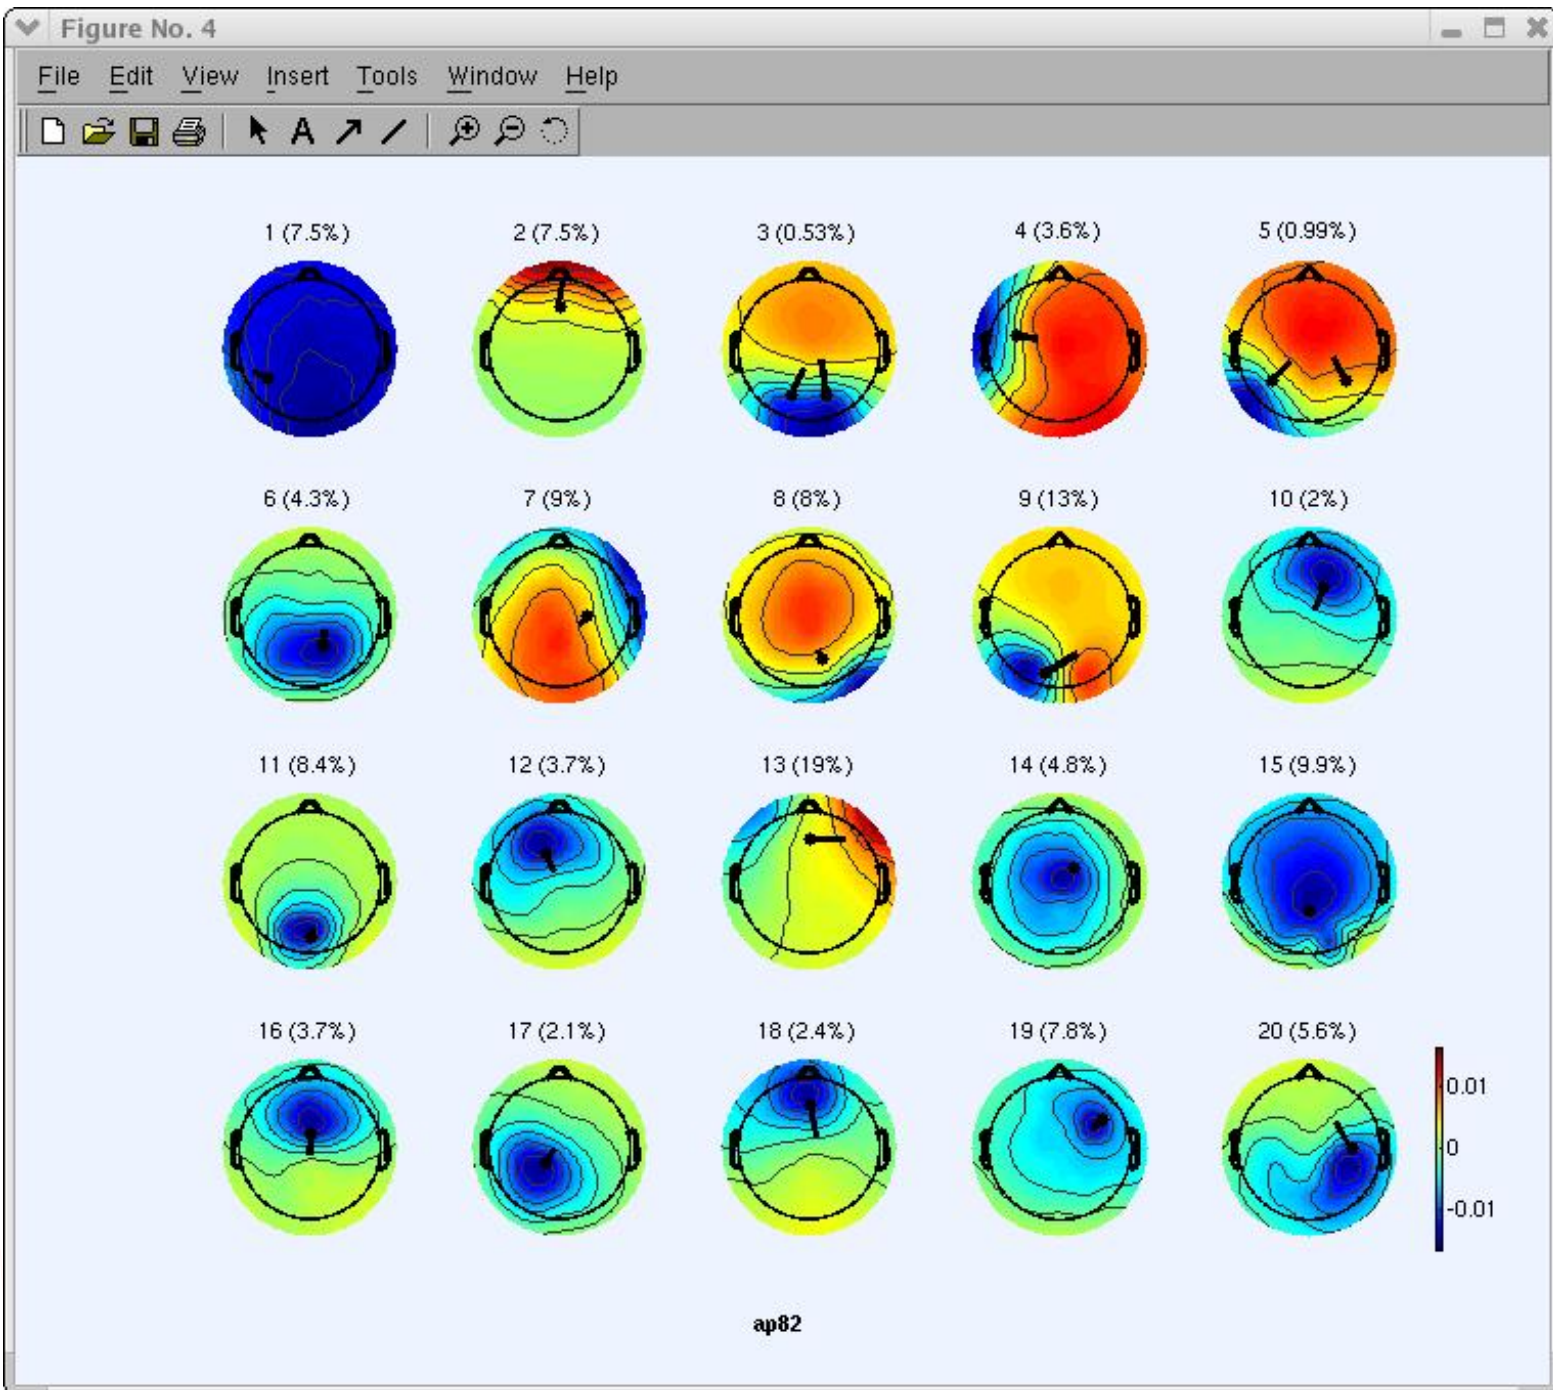 Figure No. 4
File Edit View Insert Tools Window Help
A
1 (7.5%) 2 (7.5%) 3 (0.53%) 4 (3.6%) 5 (0.99%)
6 (4.3%) 7 (9%) 8 (8%) 9 (13%) 10 (2%)
11 (8.4%) 12 (3.7%) 13 (19%) 14 (4.8%) 15 (9.9%)
16 (3.7%) 17 (2.1%) 18 (2.4%) 19 (7.8%) 20 (5.6%)
0.01
0
-0.01
ap82